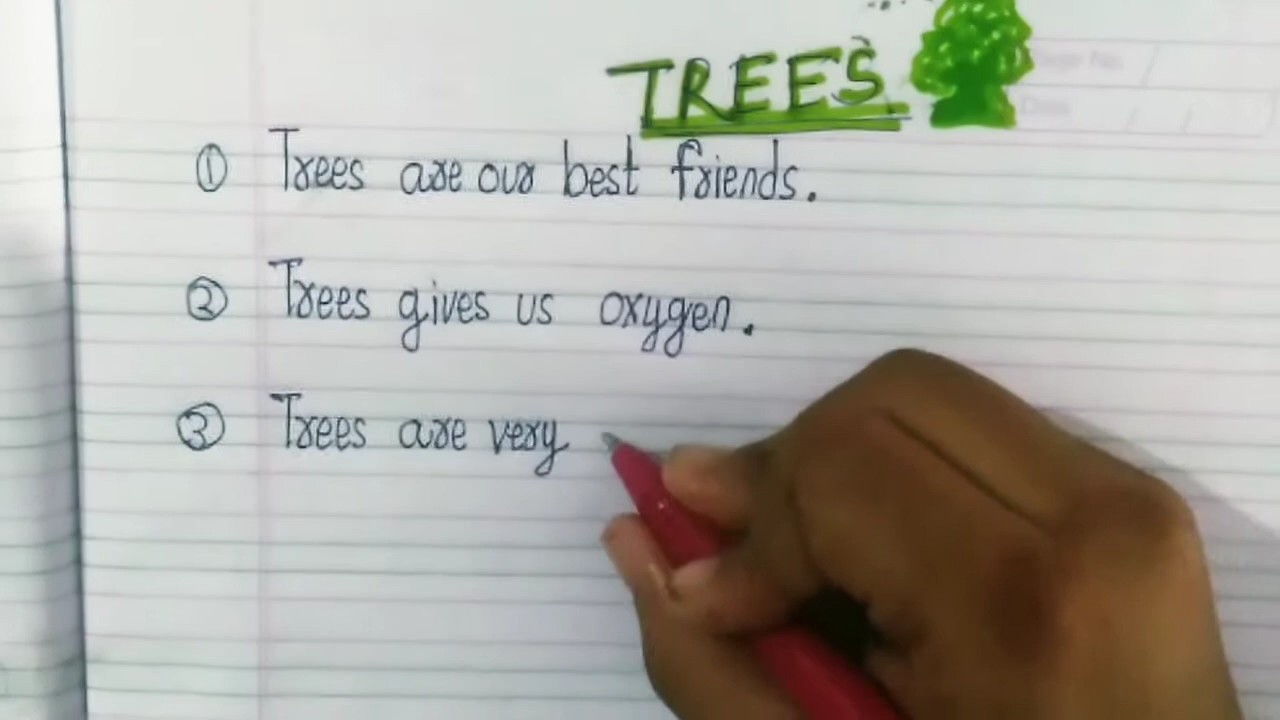 TREES
① Trees are our best friends.
② Trees gives us oxygen.
③ Trees are very